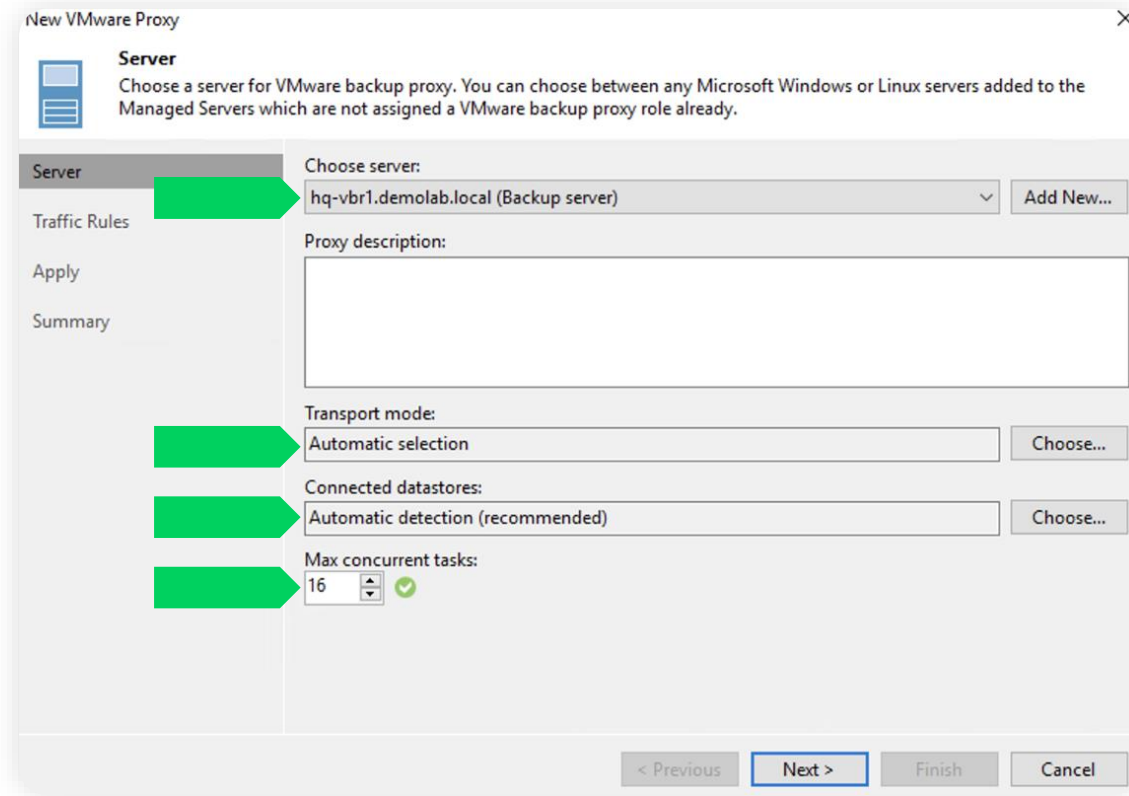 New VMware Proxy
Server
Choose a server for VMware backup proxy. You can choose between any Microsoft Windows or Linux servers added to the
Managed Servers which are not assigned a VMware backup proxy role already.
Server
Traffic Rules
Apply
Summary
Choose server:
hq-vbr1.demolab.local (Backup server)
Add New...
Proxy description:
Transport mode:
Automatic selection
Choose...
Connected datastores:
Automatic detection (recommended)
Choose...
Max concurrent tasks:
16
< Previous
Next >
Finish
Cancel